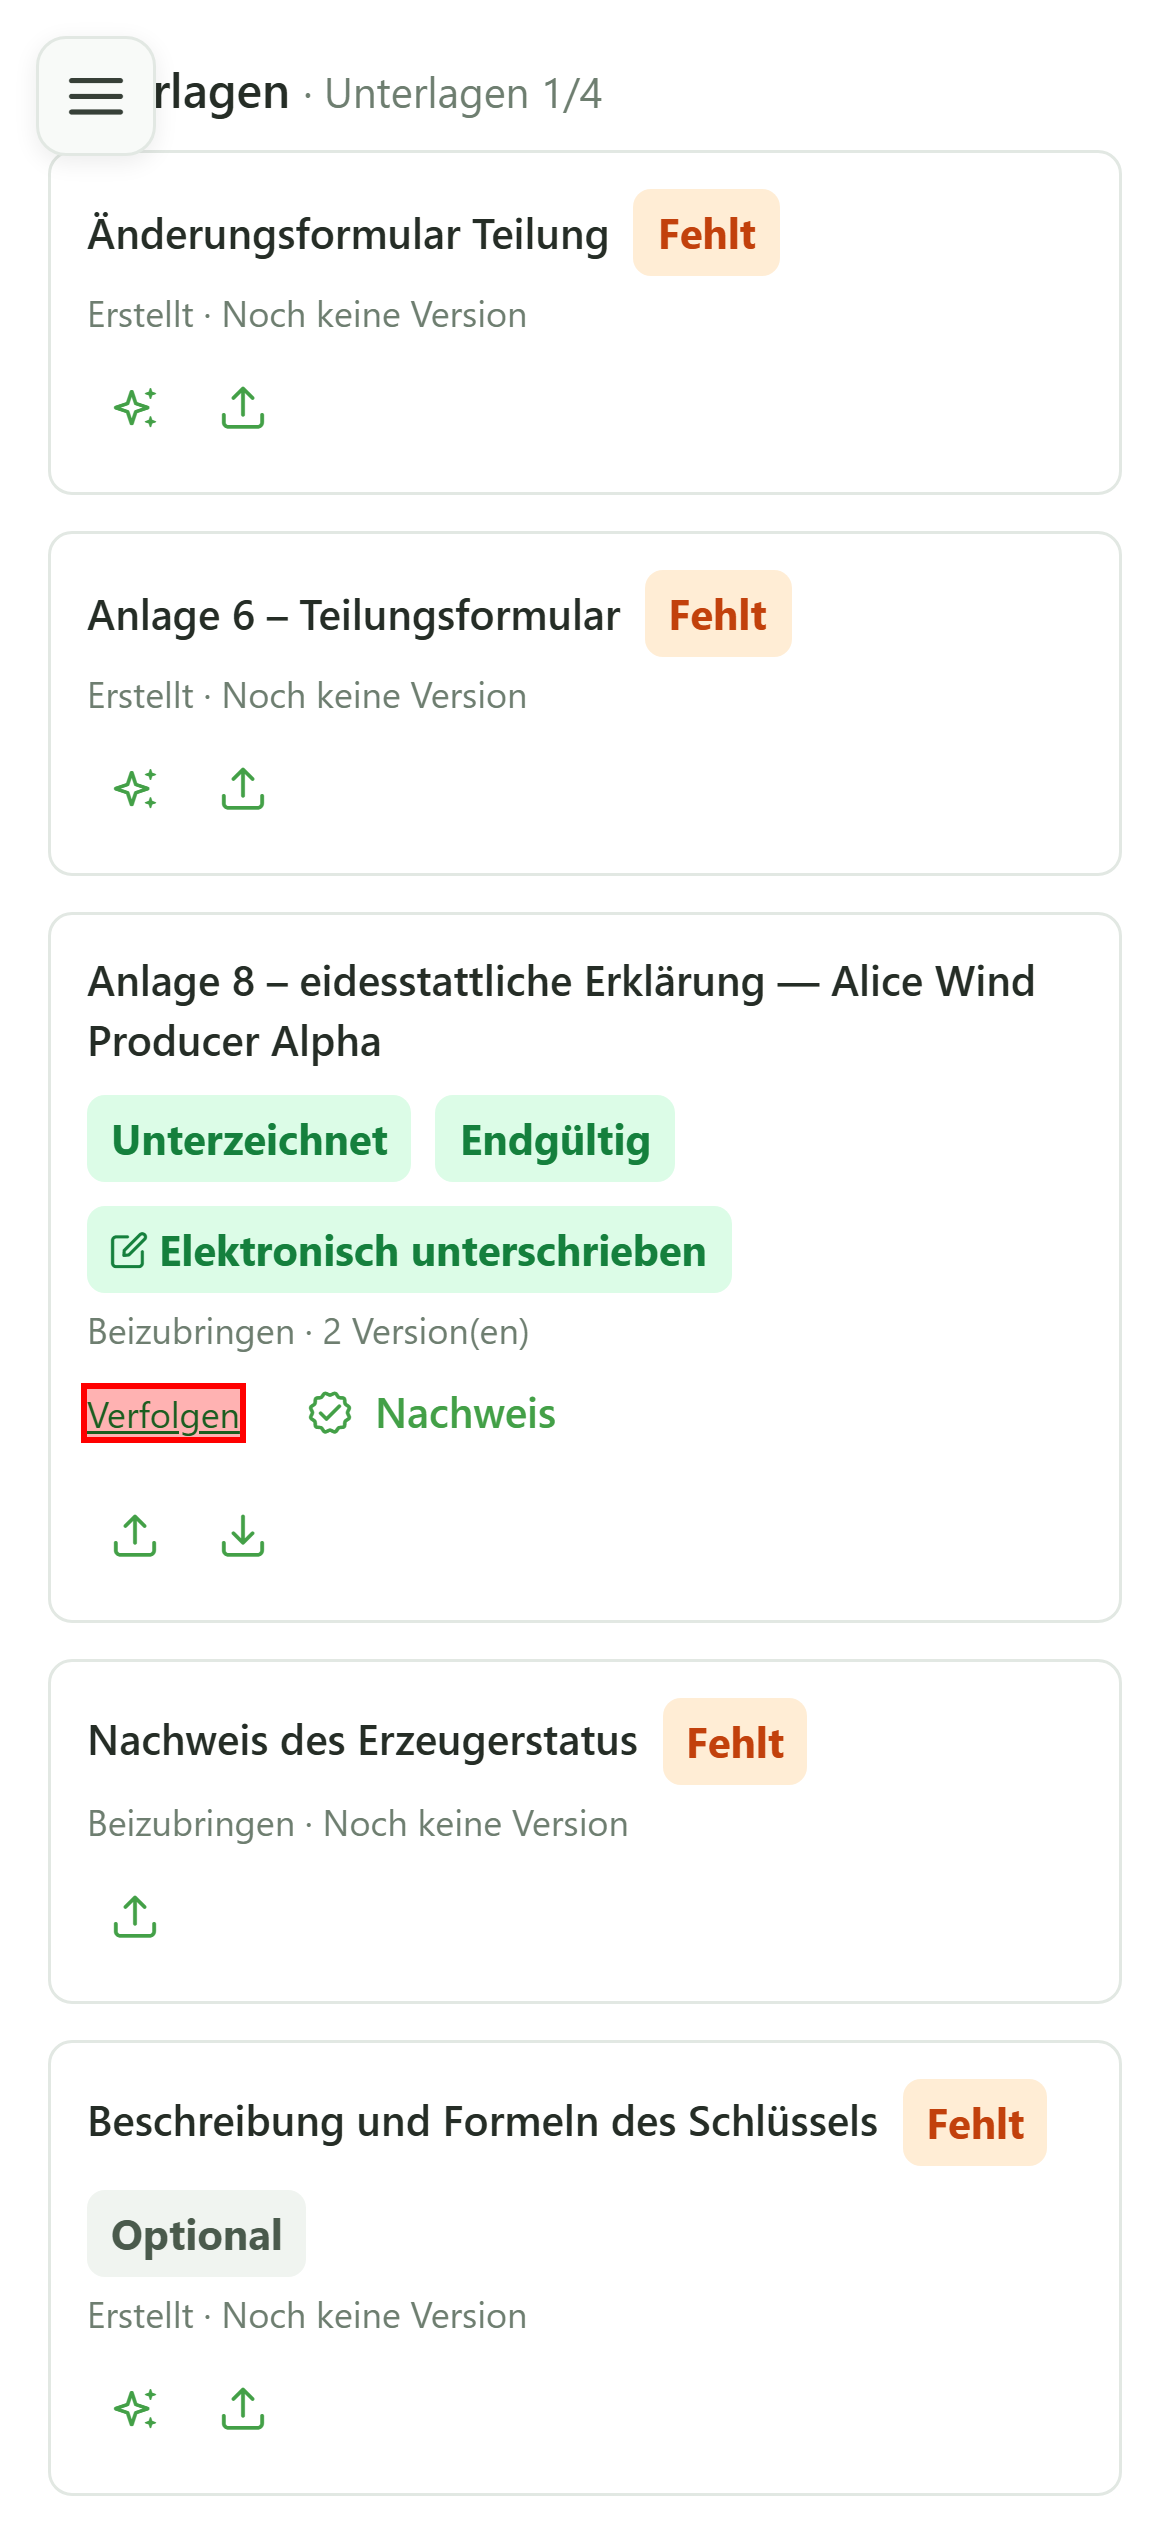 rlagen · Unterlagen 1/4
Änderungsformular Teilung Fehlt
Erstellt · Noch keine Version
Anlage 6 – Teilungsformular Fehlt
Erstellt · Noch keine Version
Anlage 8 – eidesstattliche Erklärung — Alice Wind
Producer Alpha
Unterzeichnet Endgültig
Elektronisch unterschrieben
Beizubringen · 2 Version(en)
Verfolgen Nachweis
Nachweis des Erzeugerstatus Fehlt
Beizubringen · Noch keine Version
Beschreibung und Formeln des Schlüssels Fehlt
Optional
Erstellt · Noch keine Version